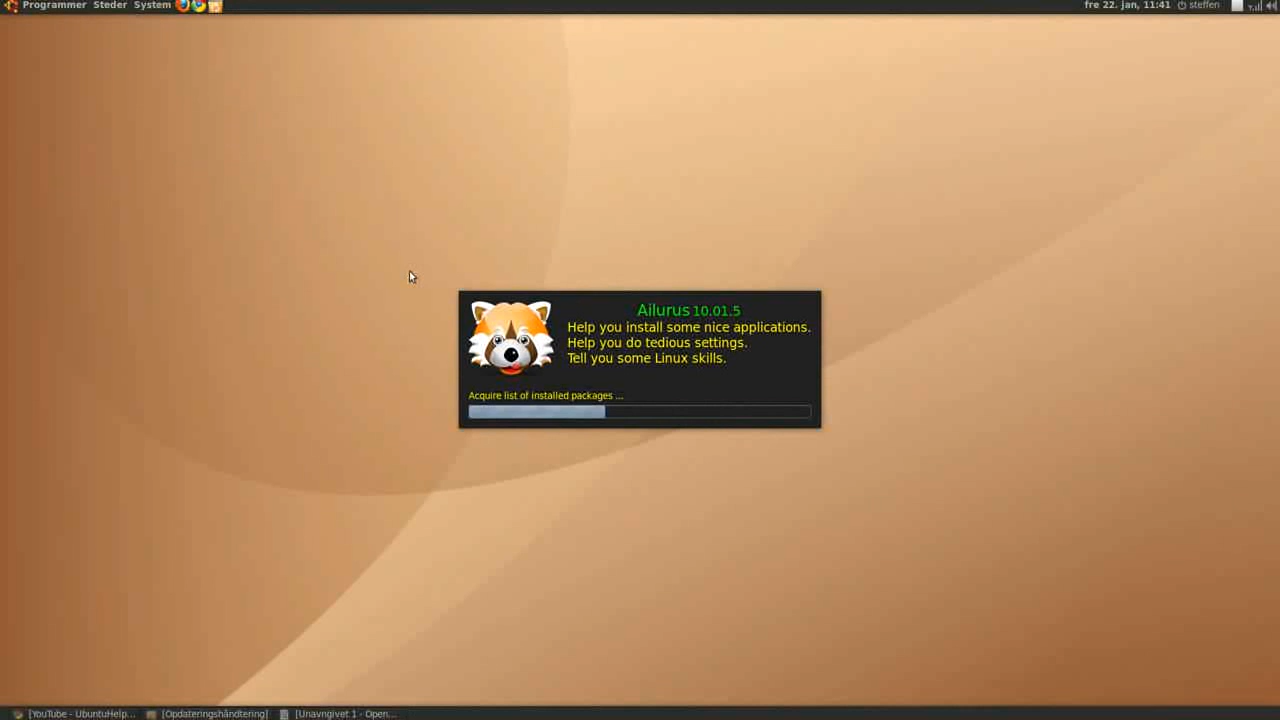 Programmer Steder System
fre 22. jan, 11:41 steffen
Ailurus 10.01.5
Help you install some nice applications.
Help you do tedious settings.
Tell you some Linux skills.
Acquire list of installed packages ...
[YouTube - UbuntuHelp... [Opdateringshåndtering] [Unavngivet 1 - Open...